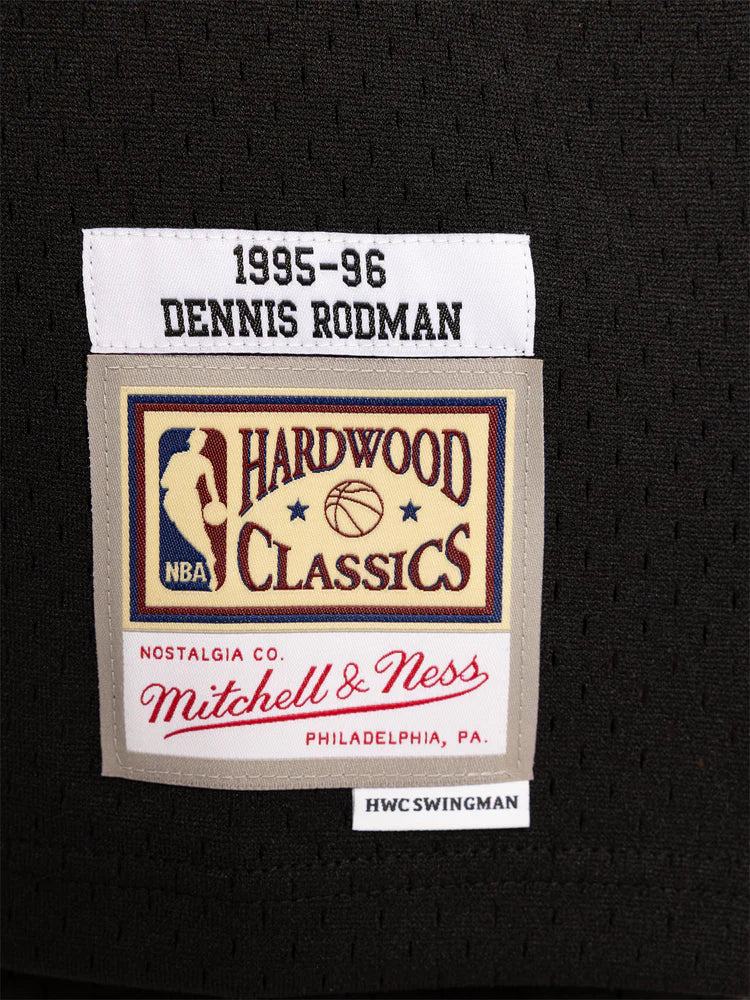 1995-96
DENNIS RODMAN
HARDWOOD
CLASSICS
NBA
NOSTALGIA CO.
Mitchell & Ness
PHILADELPHIA, PA.
HWC SWINGMAN